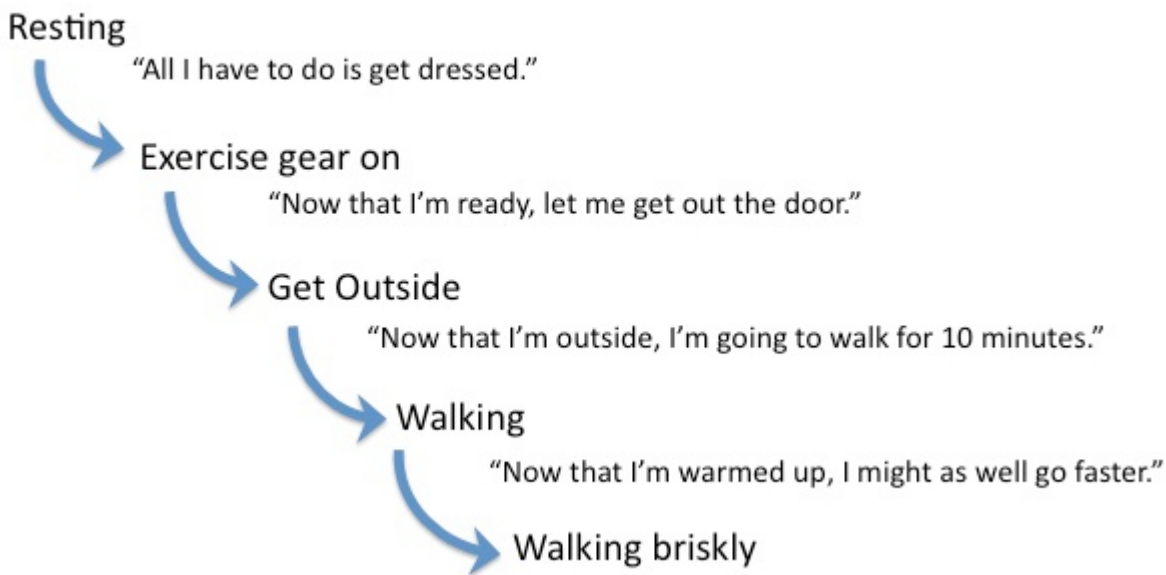 Resting
“All I have to do is get dressed.”
Exercise gear on
“Now that I’m ready, let me get out the door.”
Get Outside
“Now that I’m outside, I’m going to walk for 10 minutes.”
Walking
“Now that I’m warmed up, I might as well go faster.”
Walking briskly